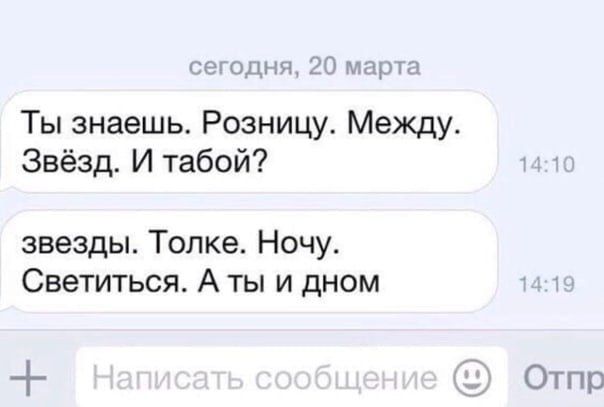 сегодня, 20 марта
Ты знаешь. Розницу. Между.
Звёзд. И табой?
14:10
звезды. Толке. Ночу.
Светиться. А ты и дном
14:19
+ Написать сообщение Отпр